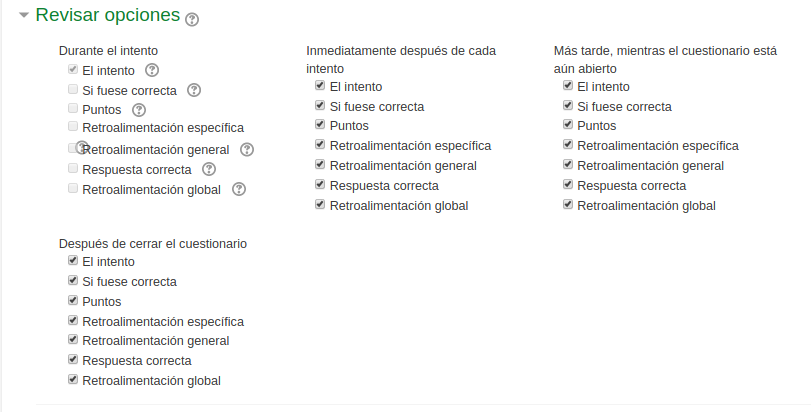 Revisar opciones
Durante el intento
El intento
Si fuese correcta
Puntos
Retroalimentación específica
Retroalimentación general
Respuesta correcta
Retroalimentación global
Inmediatamente después de cada
intento
El intento
Si fuese correcta
Puntos
Retroalimentación específica
Retroalimentación general
Respuesta correcta
Retroalimentación global
Más tarde, mientras el cuestionario está
aún abierto
El intento
Si fuese correcta
Puntos
Retroalimentación específica
Retroalimentación general
Respuesta correcta
Retroalimentación global
Después de cerrar el cuestionario
El intento
Si fuese correcta
Puntos
Retroalimentación específica
Retroalimentación general
Respuesta correcta
Retroalimentación global